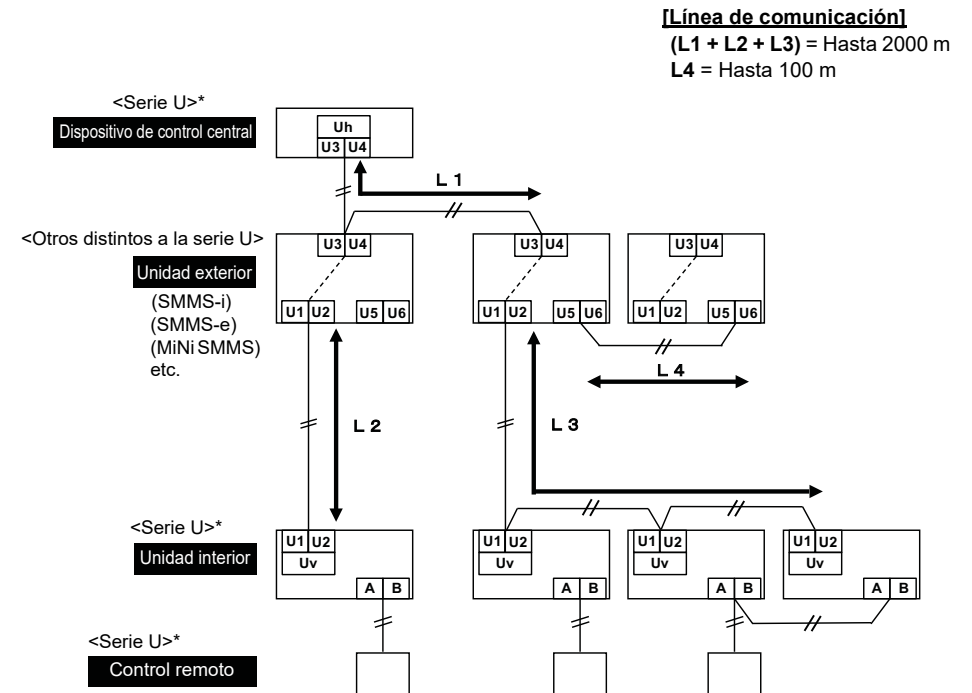 [Línea de comunicación]
(L1 + L2 + L3) = Hasta 2000 m
L4 = Hasta 100 m
<Serie U>*
Dispositivo de control central
Uh
U3 U4
L 1
<Otros distintos a la serie U>
Unidad exterior
(SMMS-i)
(SMMS-e)
(MiNi SMMS)
etc.
U3 U4
U3 U4
U3 U4
U1 U2
U5 U6
U1 U2
U5 U6
U1 U2
U5 U6
L 4
L 2
L 3
<Serie U>*
Unidad interior
U1 U2
Uv
A B
U1 U2
Uv
A B
U1 U2
Uv
A B
U1 U2
Uv
A B
<Serie U>*
Control remoto